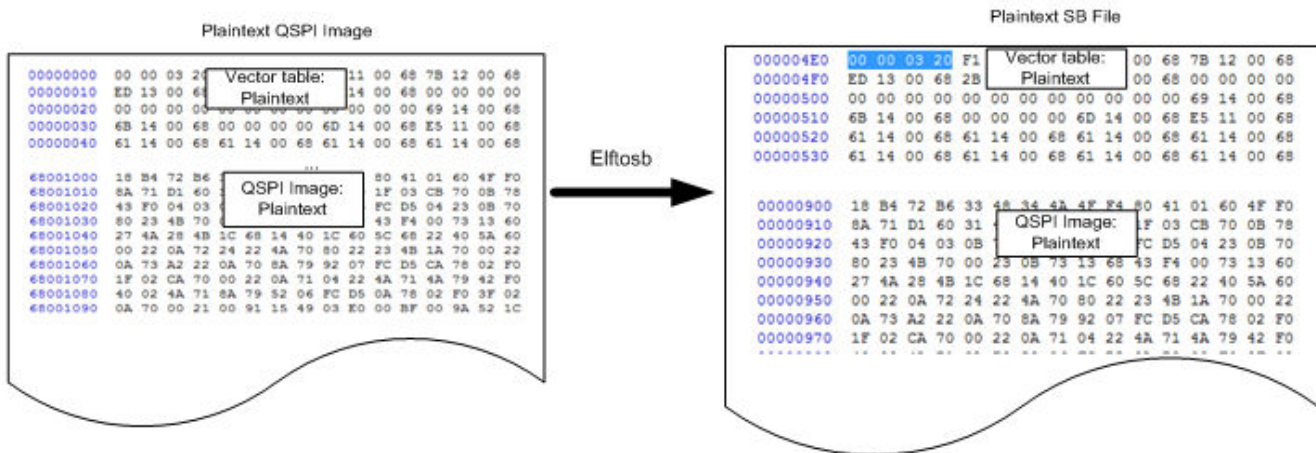 Plaintext QSPI Image
00000000 00 00 03 20 11 00 68 7B 12 00 68
Vector table:
00000010 ED 13 00 68 14 00 68 00 00 00 00
Plaintext
00000020 00 00 00 00 00 00 00 00 00 00 00 00 69 14 00 68
00000030 6B 14 00 68 00 00 00 00 6D 14 00 68 E5 11 00 68
00000040 61 14 00 68 61 14 00 68 61 14 00 68 61 14 00 68
...
68001000 18 B4 72 B6 80 41 01 60 4F F0
68001010 8A 71 D1 60 1F 03 CB 70 0B 78
QSPI Image:
68001020 43 F0 04 03 FC D5 04 23 0B 70
Plaintext
68001030 80 23 4B 70 43 F4 00 73 13 60
68001040 27 4A 28 4B 1C 68 14 40 1C 60 5C 68 22 40 5A 60
68001050 00 22 0A 72 24 22 4A 70 80 22 23 4B 1A 70 00 22
68001060 0A 73 A2 22 0A 70 8A 79 92 07 FC D5 CA 78 02 F0
68001070 1F 02 CA 70 00 22 0A 71 04 22 4A 71 4A 79 42 F0
68001080 40 02 4A 71 8A 79 52 06 FC D5 0A 78 02 F0 3F 02
68001090 0A 70 00 21 00 91 15 49 03 E0 00 BF 00 9A 52 1C
Elftosb
Plaintext SB File
000004E0 00 00 03 20 F1 00 68 7B 12 00 68
Vector table:
000004F0 ED 13 00 68 2B 00 68 00 00 00 00
Plaintext
00000500 00 00 00 00 00 00 00 00 00 00 00 00 69 14 00 68
00000510 6B 14 00 68 00 00 00 00 6D 14 00 68 E5 11 00 68
00000520 61 14 00 68 61 14 00 68 61 14 00 68 61 14 00 68
00000530 61 14 00 68 61 14 00 68 61 14 00 68 61 14 00 68
00000900 18 B4 72 B6 33 48 34 4A 4F F4 80 41 01 60 4F F0
00000910 8A 71 D1 60 31 1F 03 CB 70 0B 78
QSPI Image:
00000920 43 F0 04 03 0B FC D5 04 23 0B 70
Plaintext
00000930 80 23 4B 70 00 23 0B 73 13 68 43 F4 00 73 13 60
00000940 27 4A 28 4B 1C 68 14 40 1C 60 5C 68 22 40 5A 60
00000950 00 22 0A 72 24 22 4A 70 80 22 23 4B 1A 70 00 22
00000960 0A 73 A2 22 0A 70 8A 79 92 07 FC D5 CA 78 02 F0
00000970 1F 02 CA 70 00 22 0A 71 04 22 4A 71 4A 79 42 F0